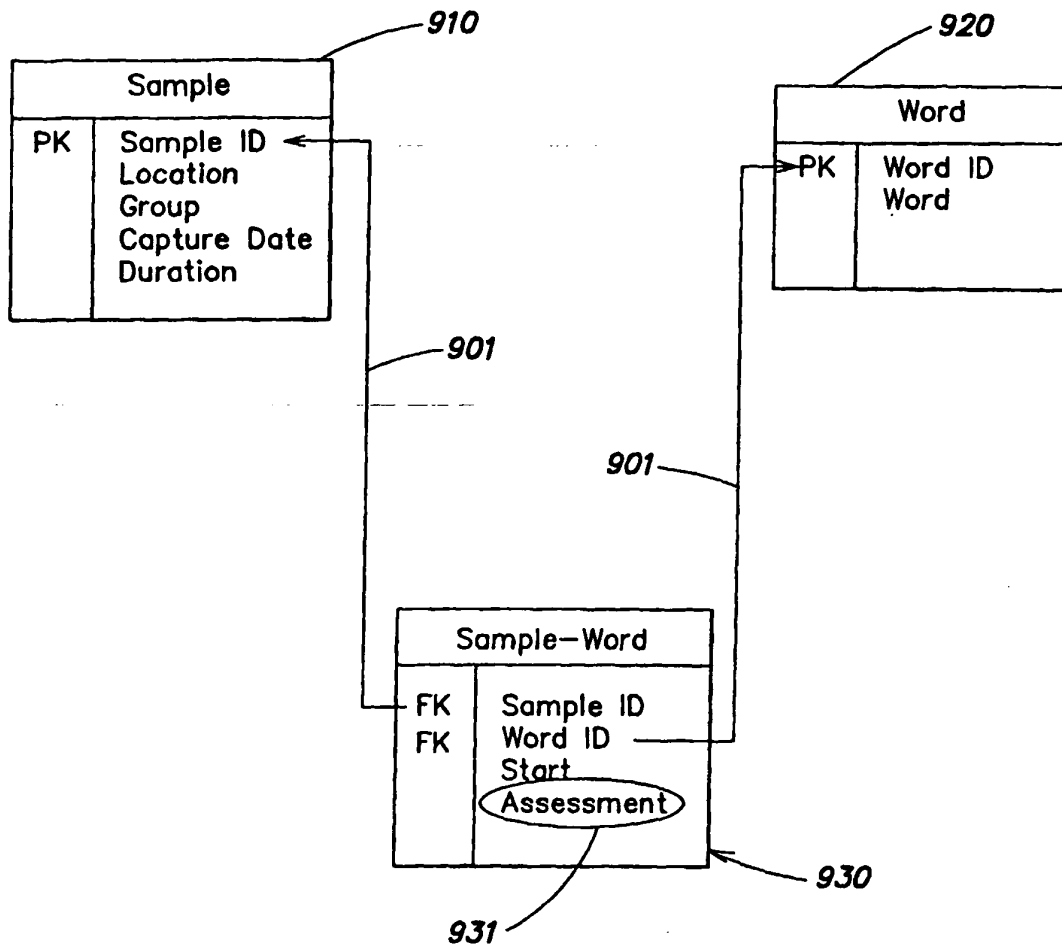 910
Sample
PK Sample ID
Location
Group
Capture Date
Duration
920
Word
PK Word ID
Word
901
901
Sample-Word
FK Sample ID
FK Word ID
Start
Assessment
930
931